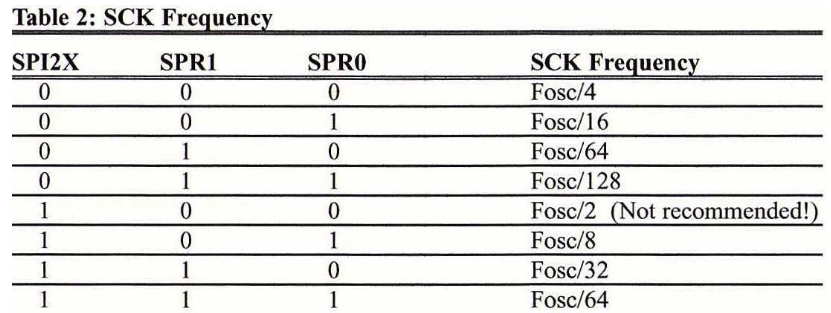 Table 2: SCK Frequency
SPI2X SPR1 SPR0 SCK Frequency
0 0 0 Fosc/4
0 0 1 Fosc/16
0 1 0 Fosc/64
0 1 1 Fosc/128
1 0 0 Fosc/2 (Not recommended!)
1 0 1 Fosc/8
1 1 0 Fosc/32
1 1 1 Fosc/64